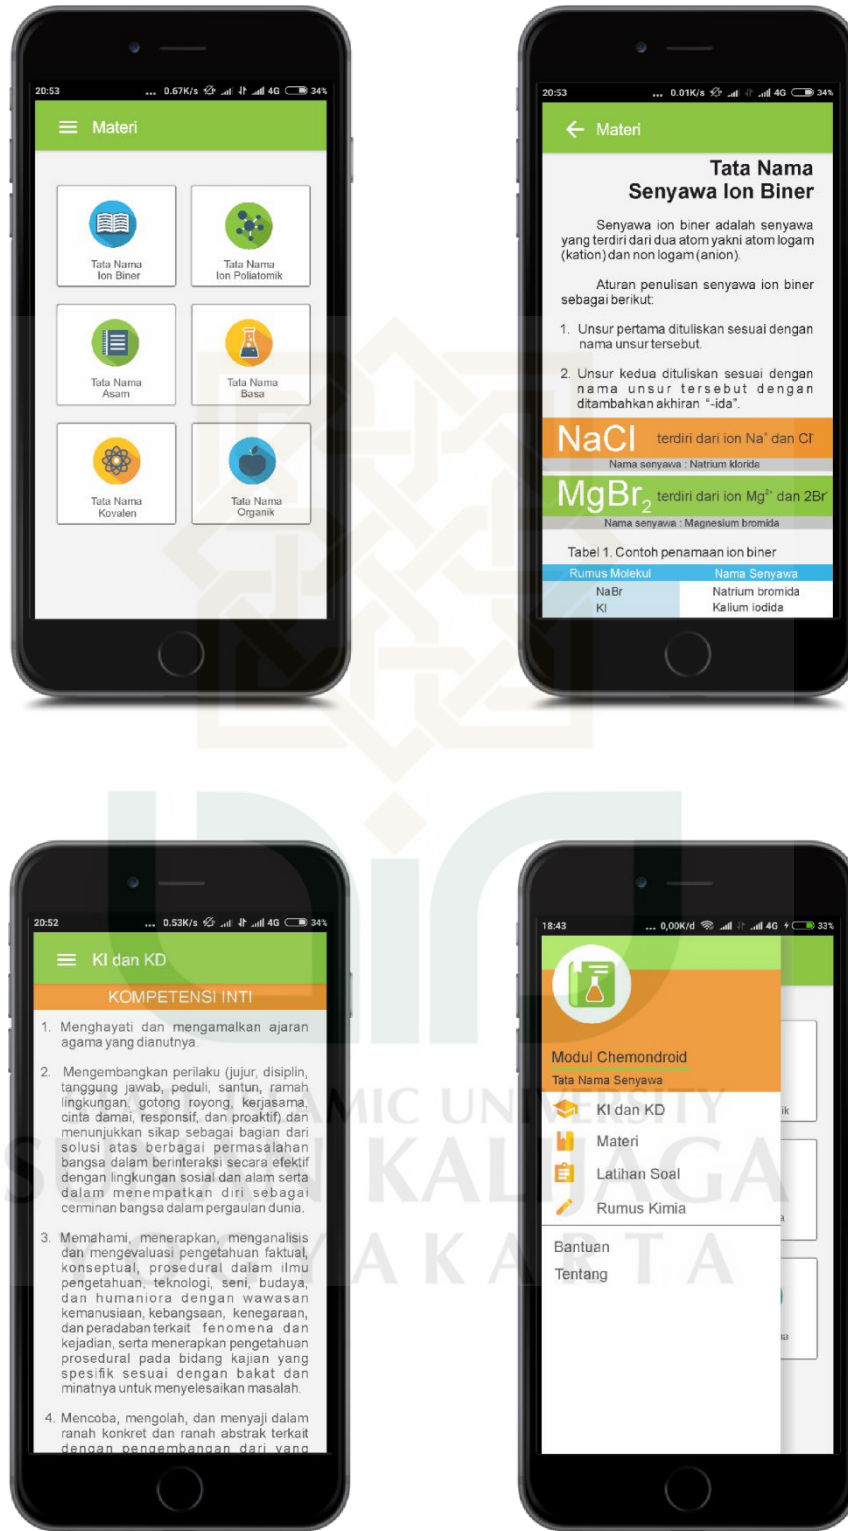 20:53 ... 0.67K/s 4G 34%
Materi
Tata Nama
Ion Biner
Tata Nama
Ion Poliatomik
Tata Nama
Asam
Tata Nama
Basa
Tata Nama
Kovalen
Tata Nama
Organik
20:53 ... 0.01K/s 4G 34%
Materi
Tata Nama
Senyawa Ion Biner
Senyawa ion biner adalah senyawa
yang terdiri dari dua atom yakni atom logam
(kation) dan non logam (anion).
Aturan penulisan senyawa ion biner
sebagai berikut:
1. Unsur pertama dituliskan sesuai dengan
nama unsur tersebut.
2. Unsur kedua dituliskan sesuai dengan
nama unsur tersebut dengan
ditambahkan akhiran “-ida”.
NaCl terdiri dari ion Na⁺ dan Cl⁻
Nama senyawa : Natrium klorida
MgBr₂ terdiri dari ion Mg²⁺ dan 2Br⁻
Nama senyawa : Magnesium bromida
Tabel 1. Contoh penamaan ion biner
Rumus Molekul Nama Senyawa
NaBr Natrium bromida
KI Kalium iodida
20:52 ... 0.53K/s 4G 34%
KI dan KD
KOMPETENSI INTI
1. Menghayati dan mengamalkan ajaran
agama yang dianutnya.
2. Mengembangkan perilaku (jujur, disiplin,
tanggung jawab, peduli, santun, ramah
lingkungan, gotong royong, kerjasama,
cinta damai, responsif, dan proaktif) dan
menunjukkan sikap sebagai bagian dari
solusi atas berbagai permasalahan
bangsa dalam berinteraksi secara efektif
dengan lingkungan sosial dan alam serta
dalam menempatkan diri sebagai
cerminan bangsa dalam pergaulan dunia.
3. Memahami, menerapkan, menganalisis
dan mengevaluasi pengetahuan faktual,
konseptual, prosedural dalam ilmu
pengetahuan, teknologi, seni, budaya,
dan humaniora dengan wawasan
kemanusiaan, kebangsaan, kenegaraan,
dan peradaban terkait fenomena dan
kejadian, serta menerapkan pengetahuan
prosedural pada bidang kajian yang
spesifik sesuai dengan bakat dan
minatnya untuk menyelesaikan masalah.
4. Mencoba, mengolah, dan menyaji dalam
ranah konkret dan ranah abstrak terkait
dengan pengembangan dari yang
18:43 ... 0,00K/d 4G 33%
Modul Chemondroid
Tata Nama Senyawa
KI dan KD
Materi
Latihan Soal
Rumus Kimia
Bantuan
Tentang
ik
a
sa
AMIC UNIVERSITY
SUNAN KALIJAGA
YOGYAKARTA